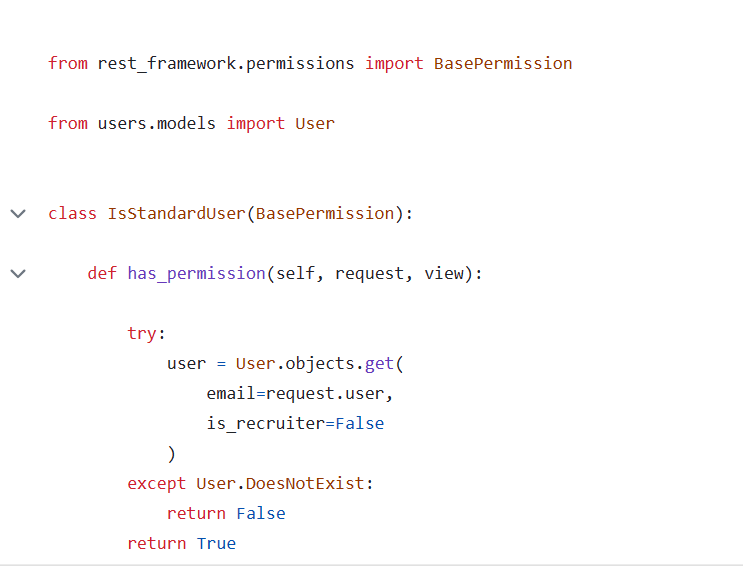 from rest_framework.permissions import BasePermission
from users.models import User
class IsStandardUser(BasePermission):
    def has_permission(self, request, view):
        try:
            user = User.objects.get(
                email=request.user,
                is_recruiter=False
            )
        except User.DoesNotExist:
            return False
        return True